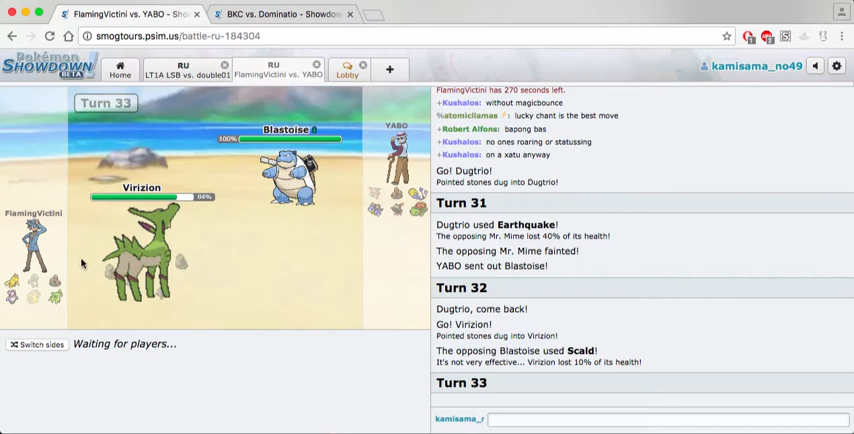 FlamingVictini vs. YABO - Sho
BKC vs. Dominatio - Showdow
smogtours.psim.us/battle-ru-184304
Pokémon
SHOWDOWN!
BETA
Home
RU
LT1A LSB vs. double01
RU
FlamingVictini vs. YABO
Lobby
+
kamisama_no49
Turn 33
Blastoise
100%
YABO
Virizion
84%
FlamingVictini
Switch sides
Waiting for players...
FlamingVictini has 270 seconds left.
+Kushalos: without magicbounce
%atomicllamas: lucky chant is the best move
+Robert Alfons: bapong bas
+Kushalos: no ones roaring or statussing
+Kushalos: on a xatu anyway
Go! Dugtrio!
Pointed stones dug into Dugtrio!
Turn 31
Dugtrio used Earthquake!
The opposing Mr. Mime lost 40% of its health!
The opposing Mr. Mime fainted!
YABO sent out Blastoise!
Turn 32
Dugtrio, come back!
Go! Virizion!
Pointed stones dug into Virizion!
The opposing Blastoise used Scald!
It's not very effective... Virizion lost 10% of its health!
Turn 33
kamisama_r